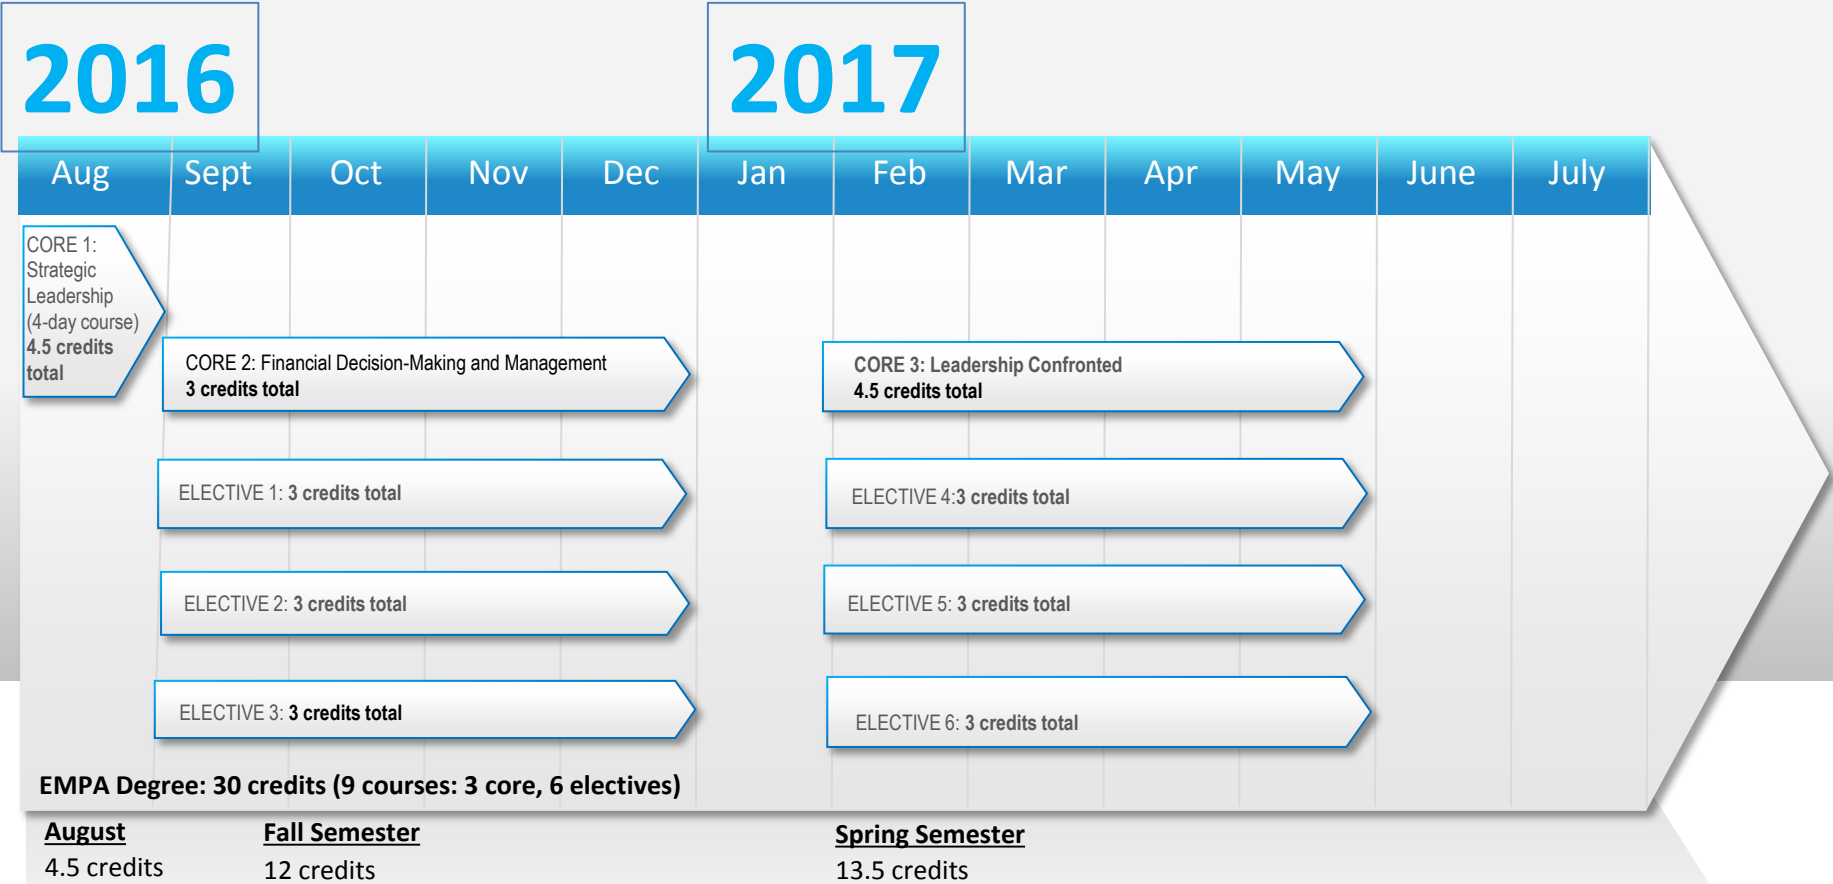 2016
2017
Aug Sept Oct Nov Dec Jan Feb Mar Apr May June July
CORE 1:
Strategic
Leadership
(4-day course)
4.5 credits
total
CORE 2: Financial Decision-Making and Management
3 credits total
CORE 3: Leadership Confronted
4.5 credits total
ELECTIVE 1: 3 credits total
ELECTIVE 4:3 credits total
ELECTIVE 2: 3 credits total
ELECTIVE 5: 3 credits total
ELECTIVE 3: 3 credits total
ELECTIVE 6: 3 credits total
EMPA Degree: 30 credits (9 courses: 3 core, 6 electives)
August
4.5 credits
Fall Semester
12 credits
Spring Semester
13.5 credits